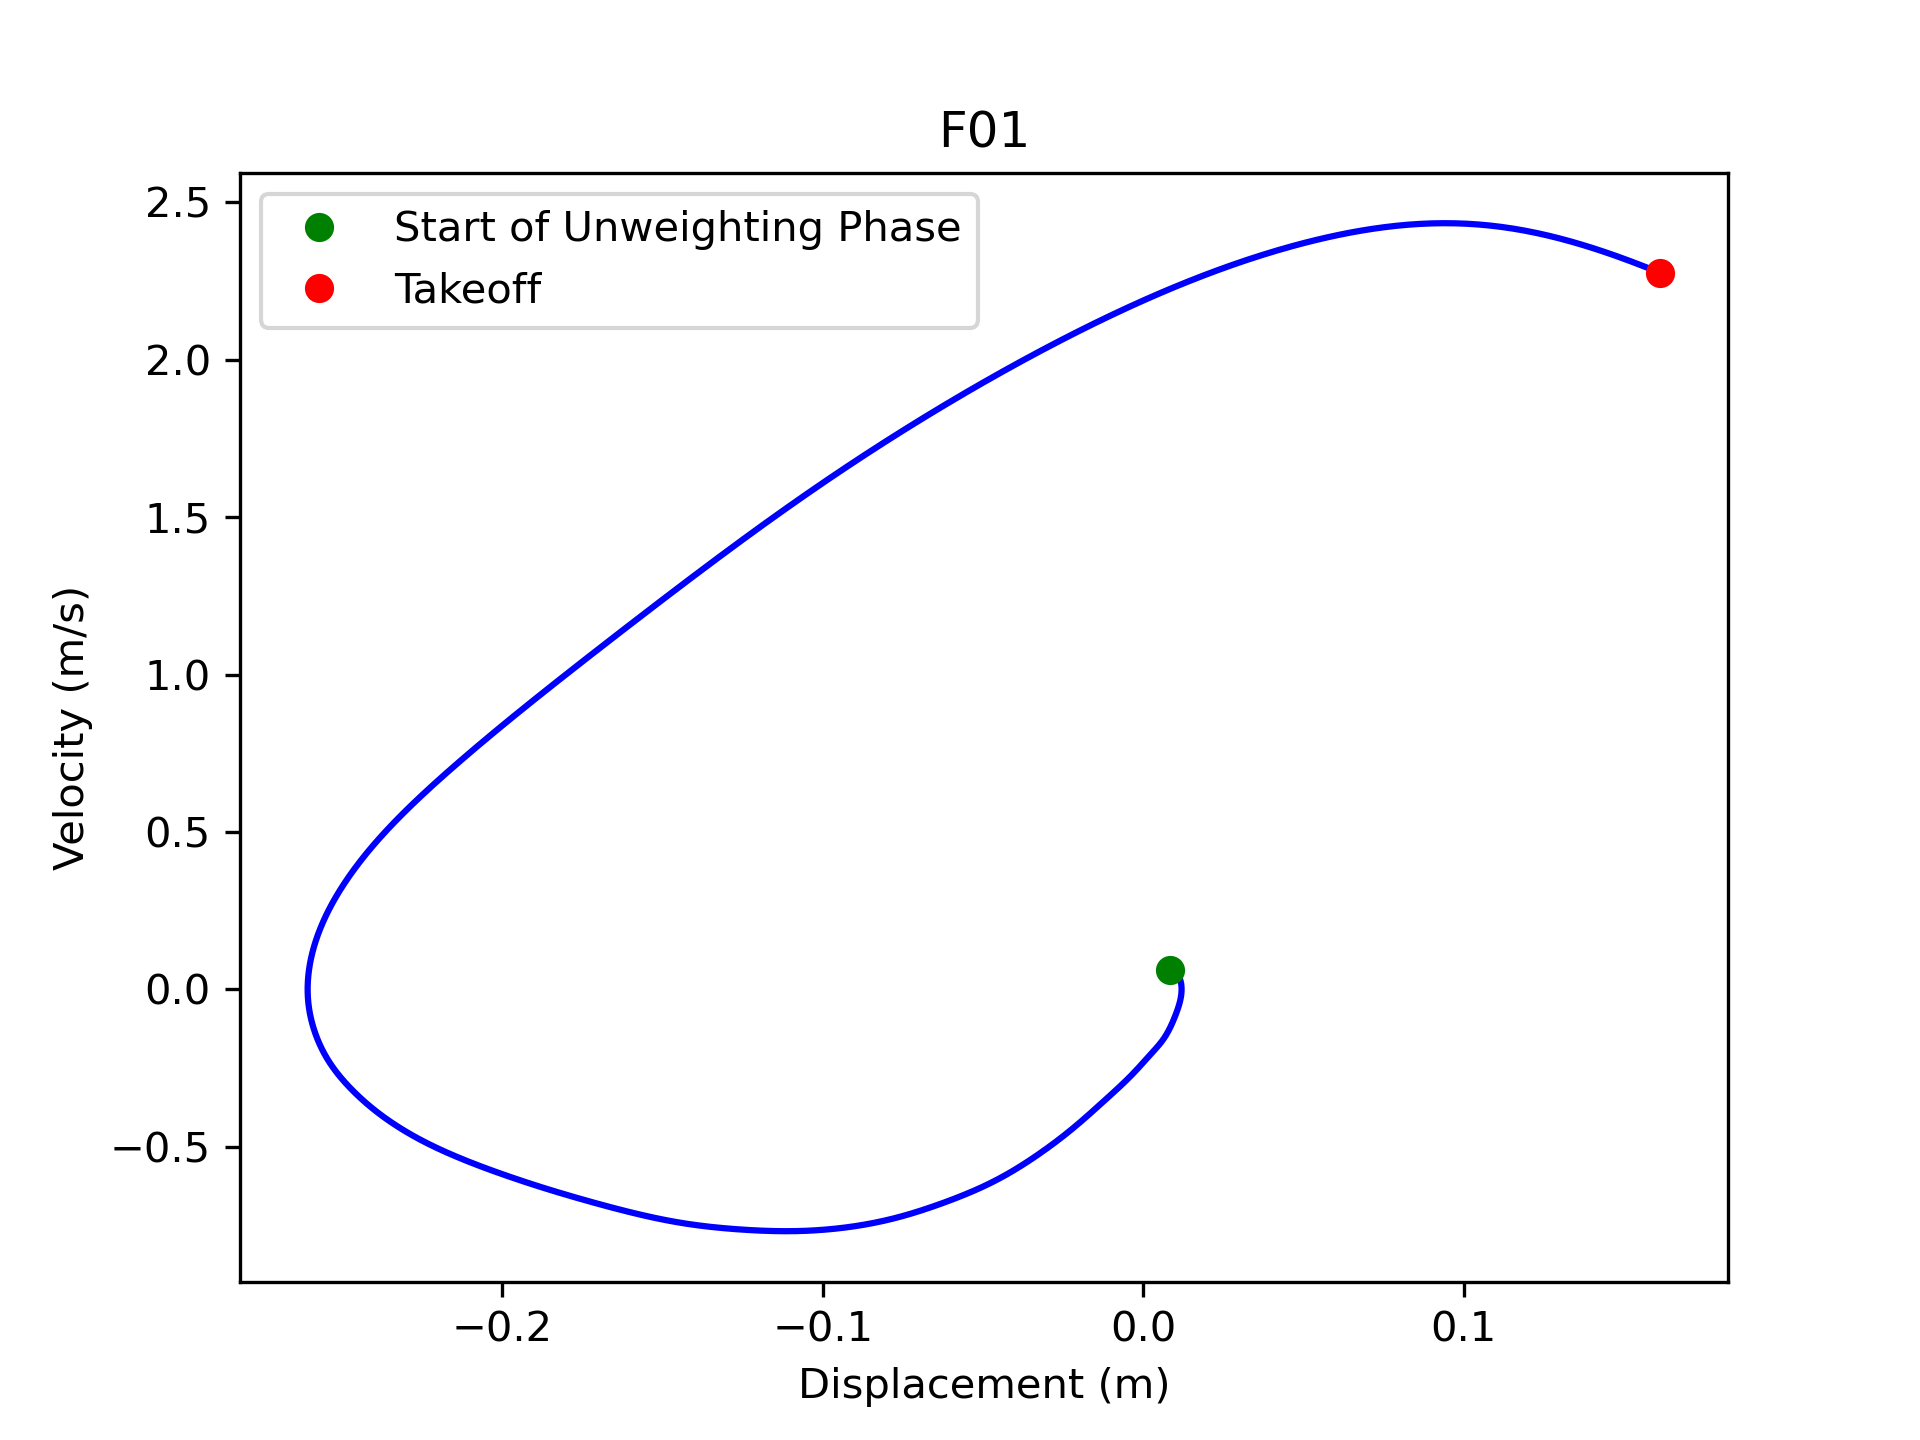 F01
Start of Unweighting Phase
Takeoff
2.5
2.0
1.5
1.0
0.5
0.0
−0.5
Velocity (m/s)
−0.2
−0.1
0.0
0.1
Displacement (m)